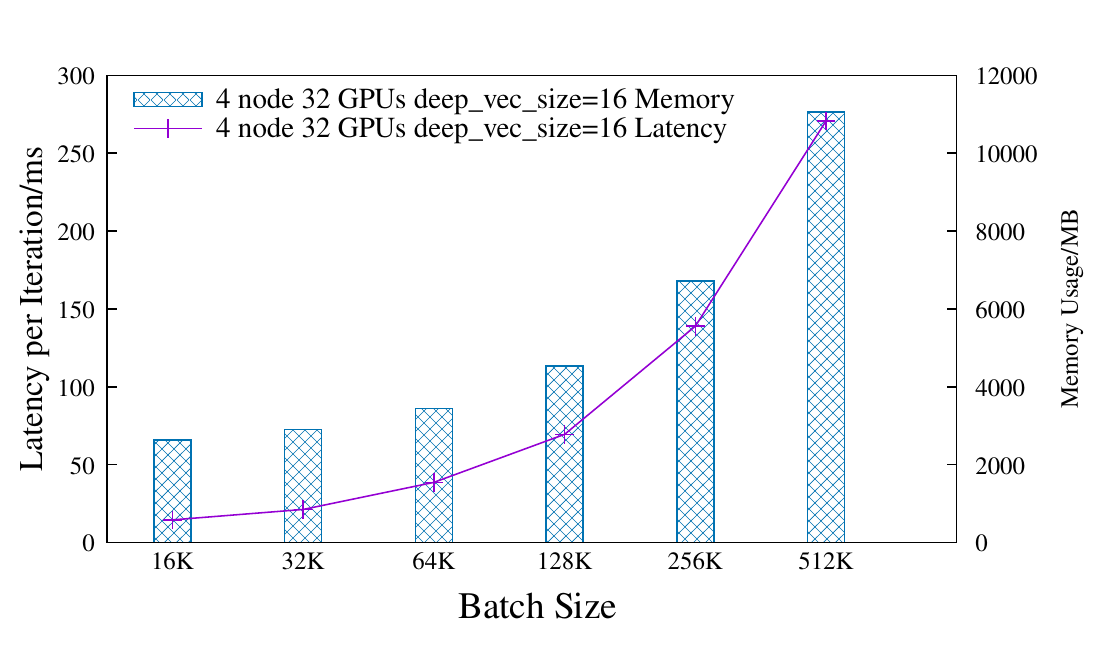 4 node 32 GPUs deep_vec_size=16 Memory
4 node 32 GPUs deep_vec_size=16 Latency
300
250
200
150
100
50
0
Latency per Iteration/ms
12000
10000
8000
6000
4000
2000
0
Memory Usage/MB
16K 32K 64K 128K 256K 512K
Batch Size